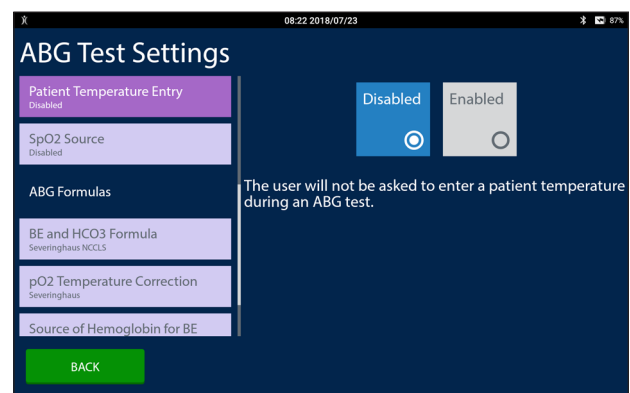 08:22 2018/07/23
87%
ABG Test Settings
Patient Temperature Entry
Disabled
SpO2 Source
Disabled
ABG Formulas
BE and HCO3 Formula
Severinghaus NCCLS
pO2 Temperature Correction
Severinghaus
Source of Hemoglobin for BE
BACK
Disabled
Enabled
The user will not be asked to enter a patient temperature
during an ABG test.